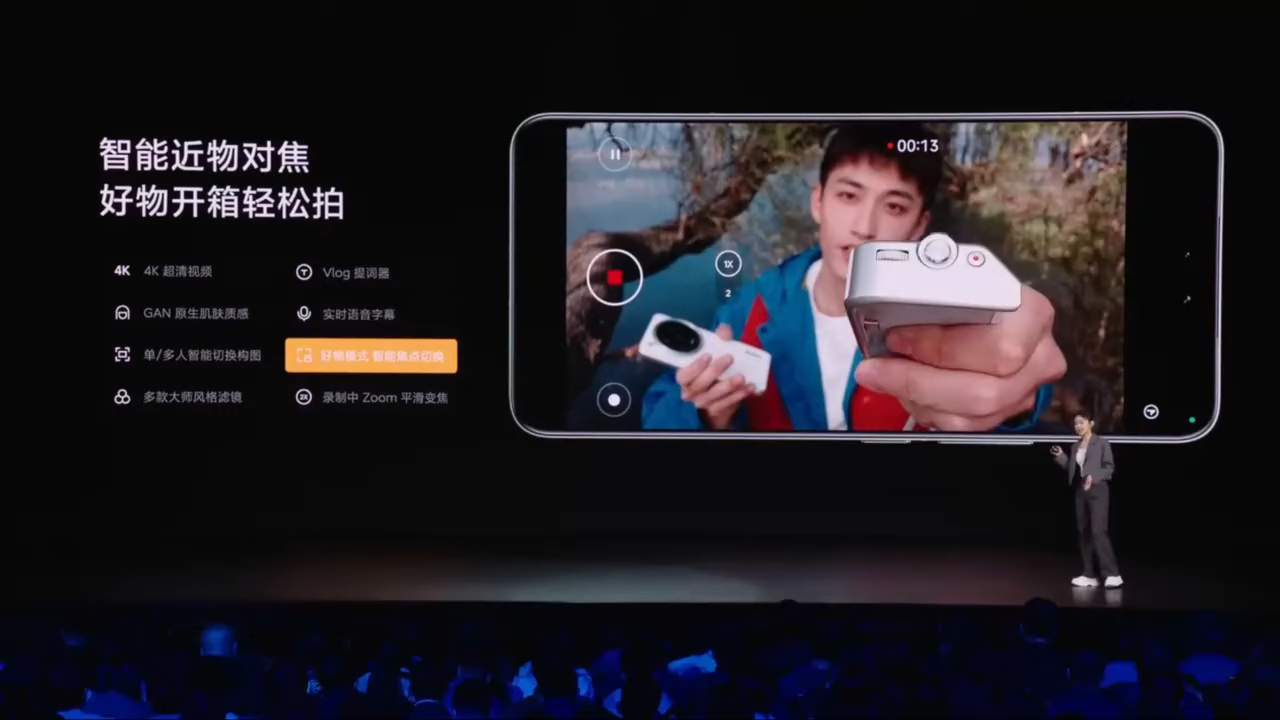 智能近物对焦
好物开箱轻松拍
4K 4K 超清视频
Vlog 提词器
GAN 原生肌肤质感
实时语音字幕
单/多人智能切换构图
好物模式 智能焦点切换
多款大师风格滤镜
2X 录制中 Zoom 平滑变焦
00:13
1X
2